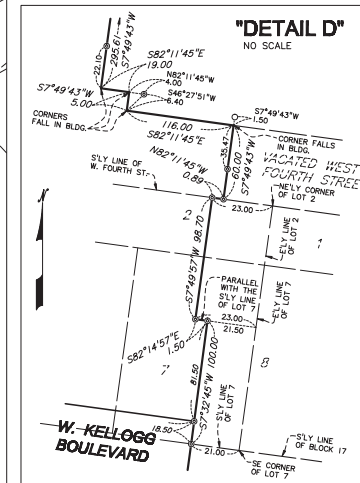 "DETAIL D"
NO SCALE
295.61
S7°49'43"W
22.10
S82°11'45"E
19.00
N82°11'45"W
4.00
S7°49'43"W
5.00
S46°27'51"W
6.40
S7°49'43"W
1.50
CORNERS
FALL IN BLDG.
116.00
S82°11'45"E
CORNER FALLS
IN BLDG.
VACATED WEST
FOURTH STREET
35.47
60.00
S7°49'43"W
N82°11'45"W
0.89
S'LY LINE OF
W. FOURTH ST.
23.00
NE'LY CORNER
OF LOT 2
2
1
E'LY LINE
OF LOT 2
S7°49'57"W 98.70
N
PARALLEL
WITH THE
S'LY LINE
OF LOT 7
E'LY LINE
OF LOT 7
23.00
21.50
S82°14'57"E
1.50
7
8
81.50
S7°32'45"W 100.00
S'LY LINE
OF LOT 7
W. KELLOGG
BOULEVARD
18.50
21.00
S'LY LINE
OF BLOCK 17
SE CORNER
OF LOT 7